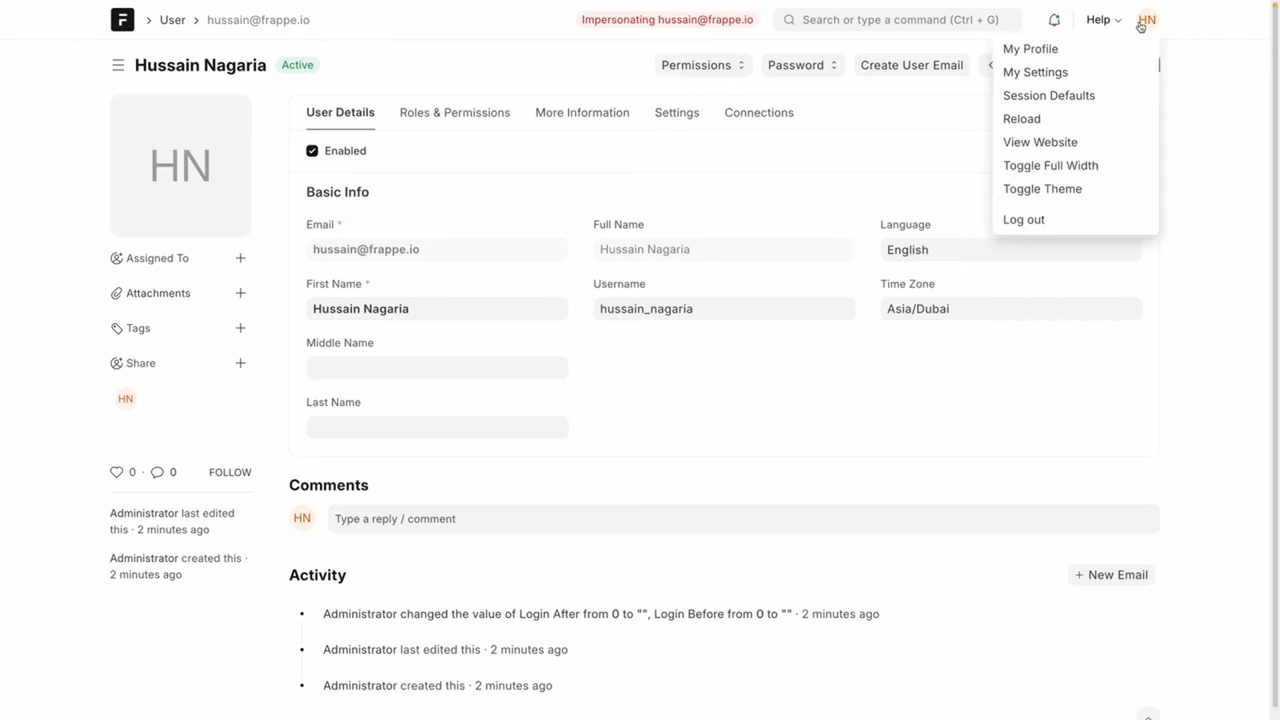 F
User
hussain@frappe.io
Impersonating hussain@frappe.io
Search or type a command (Ctrl + G)
Help
HN
My Profile
My Settings
Session Defaults
Reload
View Website
Toggle Full Width
Toggle Theme
Log out
Hussain Nagaria
Active
Permissions
Password
Create User Email
HN
Assigned To
Attachments
Tags
Share
HN
0 · 0
FOLLOW
Administrator last edited
this · 2 minutes ago
Administrator created this ·
2 minutes ago
User Details
Roles & Permissions
More Information
Settings
Connections
Enabled
Basic Info
Email *
hussain@frappe.io
Full Name
Hussain Nagaria
Language
English
First Name *
Hussain Nagaria
Username
hussain_nagaria
Time Zone
Asia/Dubai
Middle Name
Last Name
Comments
HN
Type a reply / comment
Activity
+ New Email
Administrator changed the value of Login After from 0 to "", Login Before from 0 to "" · 2 minutes ago
Administrator last edited this · 2 minutes ago
Administrator created this · 2 minutes ago